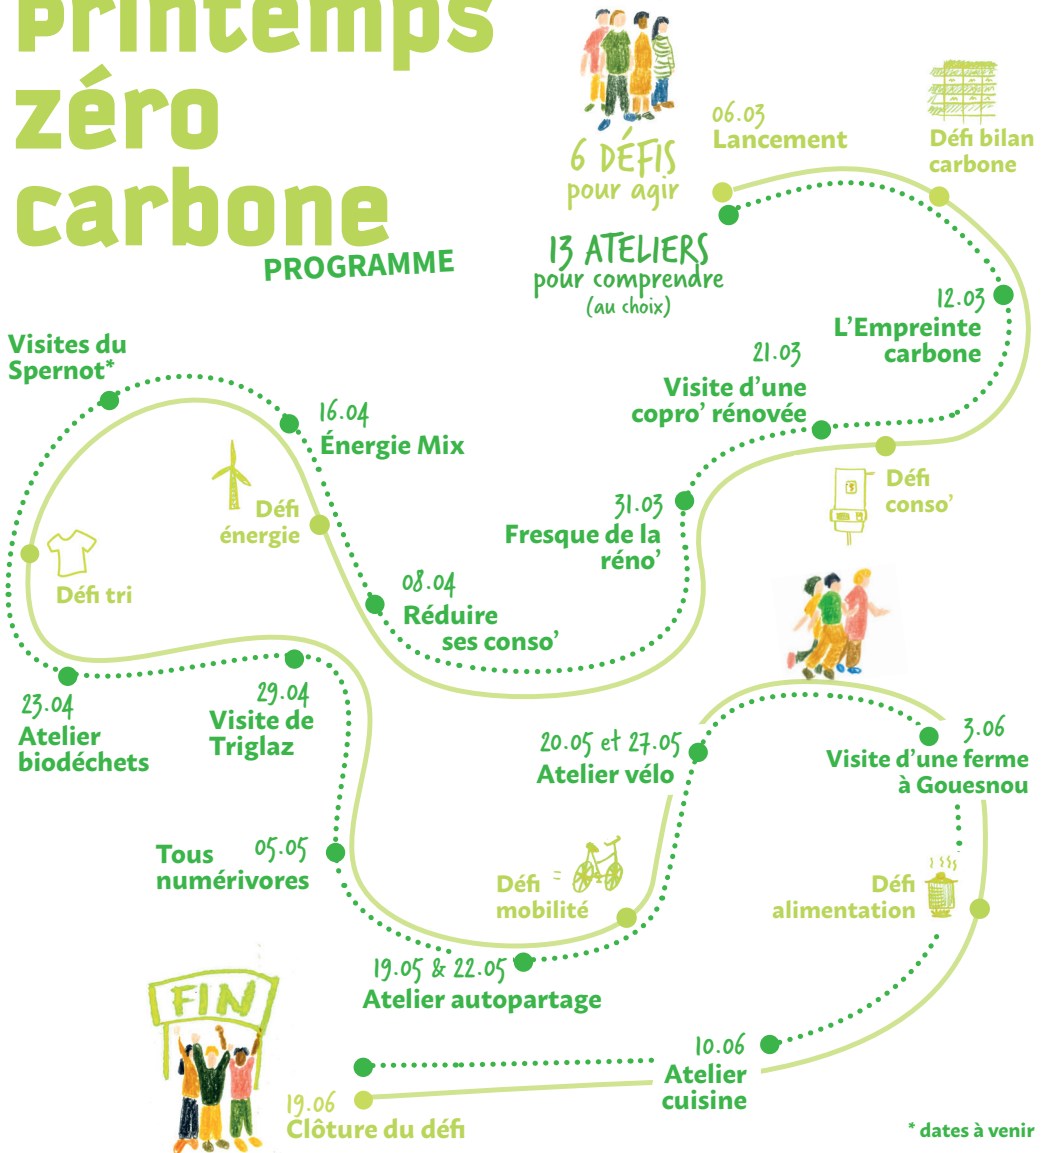 Printemps
zéro
carbone
PROGRAMME
6 DÉFIS
pour agir
13 ATELIERS
pour comprendre
(au choix)
06.03
Lancement
Défi bilan
carbone
12.03
L'Empreinte
carbone
21.03
Visite d'une
copro' rénovée
Défi
conso'
31.03
Fresque de la
réno'
08.04
Réduire
ses conso'
Défi
énergie
16.04
Énergie Mix
Visites du
Spernot*
Défi tri
23.04
Atelier
biodéchets
29.04
Visite de
Triglaz
05.05
Tous
numérivores
19.05 & 22.05
Atelier autopartage
Défi
mobilité
20.05 et 27.05
Atelier vélo
3.06
Visite d'une ferme
à Gouesnou
Défi
alimentation
10.06
Atelier
cuisine
FIN
19.06
Clôture du défi
* dates à venir